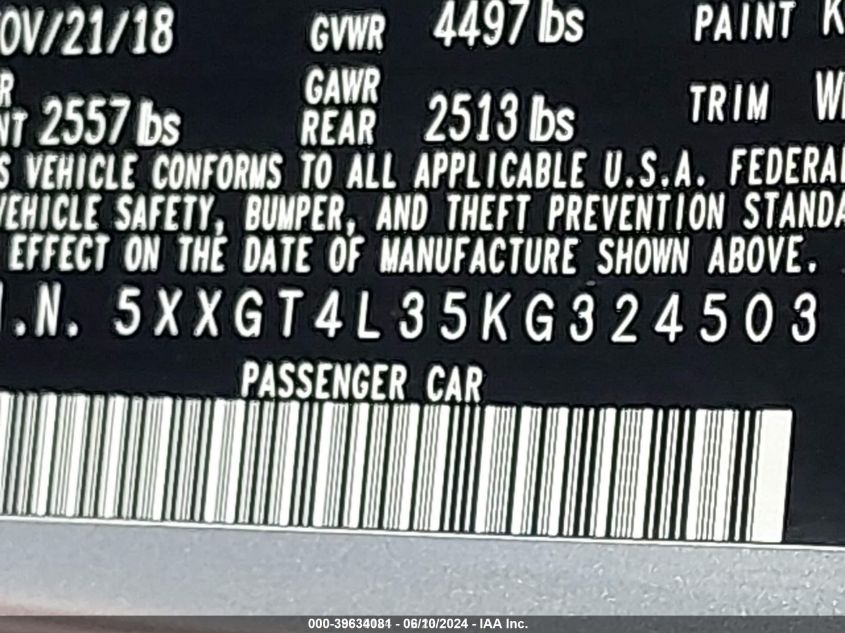 OV/21/18 GVWR 4497 lbs PAINT K
R GAWR
NT 2557 lbs REAR 2513 lbs TRIM W
S VEHICLE CONFORMS TO ALL APPLICABLE U.S.A. FEDERAL
VEHICLE SAFETY, BUMPER, AND THEFT PREVENTION STANDA
EFFECT ON THE DATE OF MANUFACTURE SHOWN ABOVE.
I.N. 5XXGT4L35KG324503
PASSENGER CAR
000-39634081 - 06/10/2024 - IAA Inc.